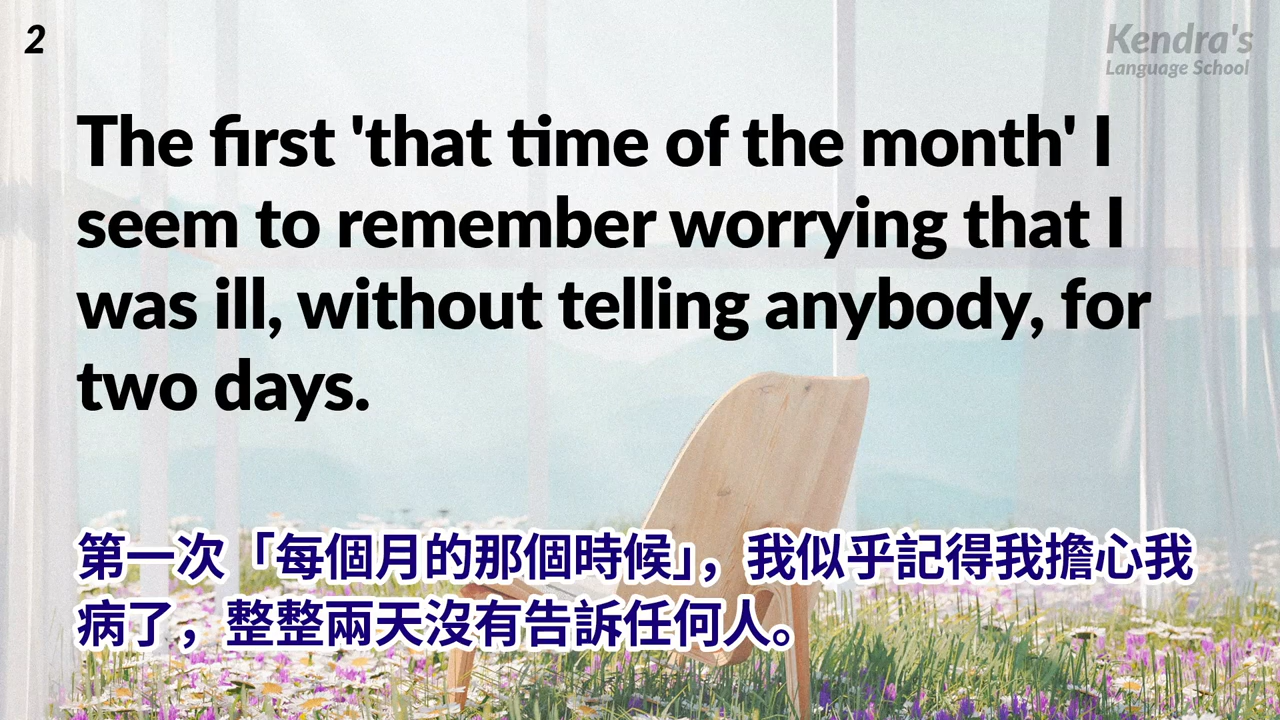 2
Kendra's
Language School
The first 'that time of the month' I
seem to remember worrying that I
was ill, without telling anybody, for
two days.
第一次「每個月的那個時候」，我似乎記得我擔心我
病了，整整兩天沒有告訴任何人。